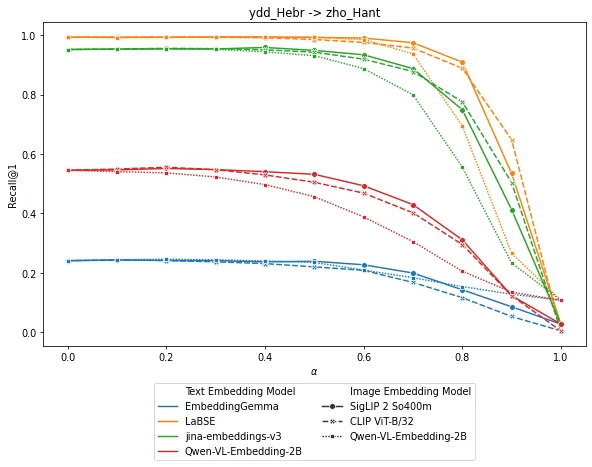 ydd_Hebr -> zho_Hant
Recall@1
1.0
0.8
0.6
0.4
0.2
0.0
0.0 0.2 0.4 0.6 0.8 1.0
α
Text Embedding Model Image Embedding Model
EmbeddingGemma SigLIP 2 So400m
LaBSE CLIP ViT-B/32
jina-embeddings-v3 Qwen-VL-Embedding-2B
Qwen-VL-Embedding-2B